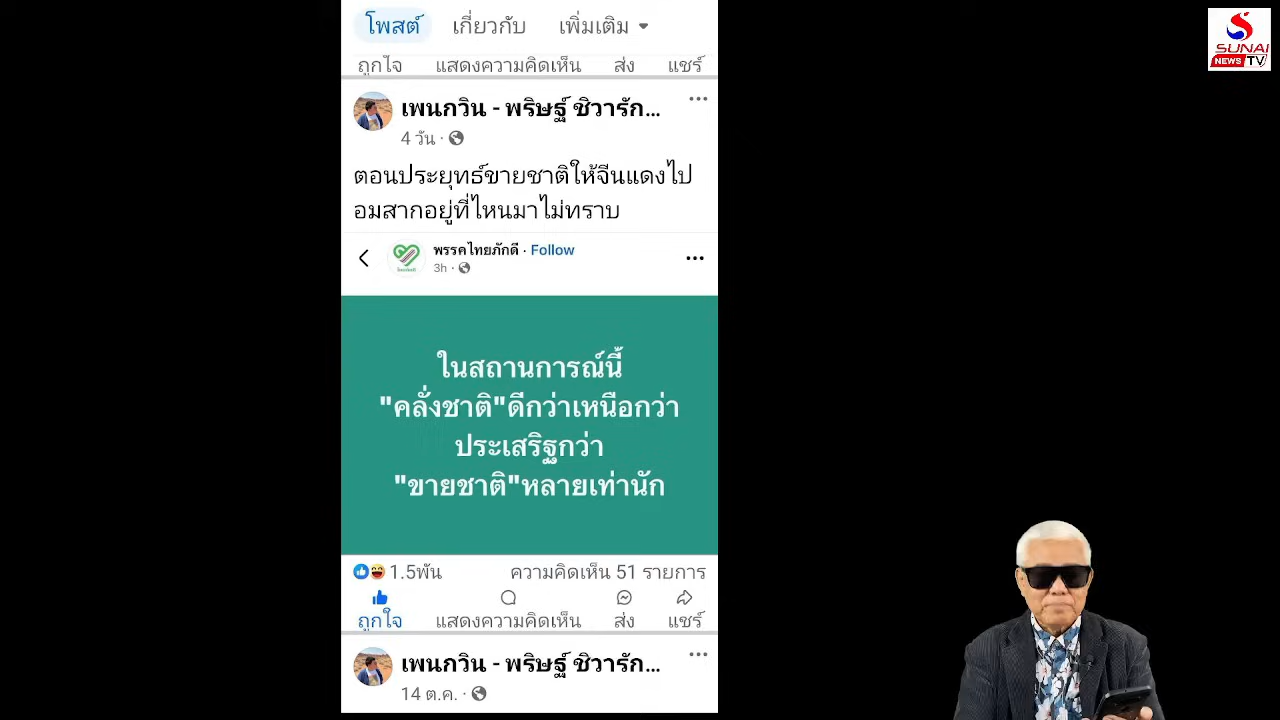 โพสต์ เกี่ยวกับ เพิ่มเติม
ถูกใจ แสดงความคิดเห็น ส่ง แชร์
SUNAI
NEWS TV
เพนกวิน - พริษฐ์ ชิวารัก...
4 วัน ·
ตอนประยุทธ์ขายชาติให้จีนแดงไป
อมสากอยู่ที่ไหนมาไม่ทราบ
พรรคไทยภักดี · Follow
3h ·
ในสถานการณ์นี้
"คลั่งชาติ"ดีกว่าเหนือกว่า
ประเสริฐกว่า
"ขายชาติ"หลายเท่านัก
1.5พัน ความคิดเห็น 51 รายการ
ถูกใจ แสดงความคิดเห็น ส่ง แชร์
เพนกวิน - พริษฐ์ ชิวารัก...
14 ต.ค. ·